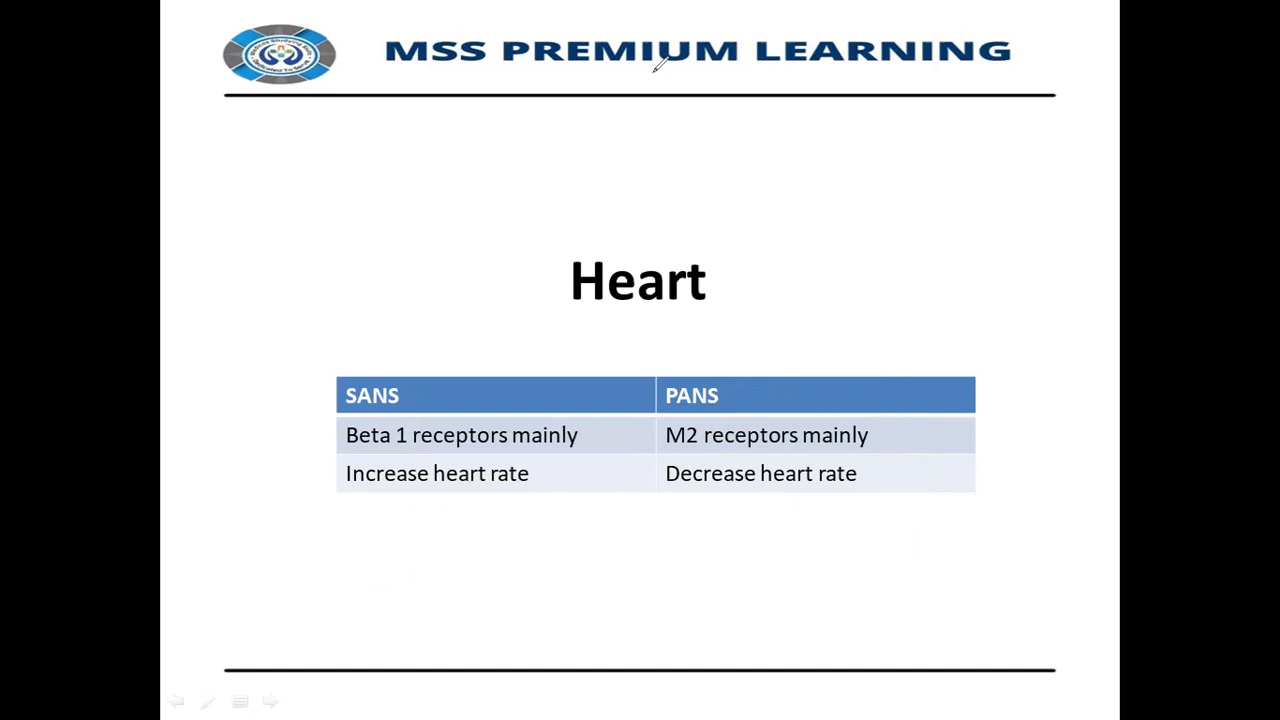 MSS PREMIUM LEARNING
Heart
SANS PANS
Beta 1 receptors mainly M2 receptors mainly
Increase heart rate Decrease heart rate